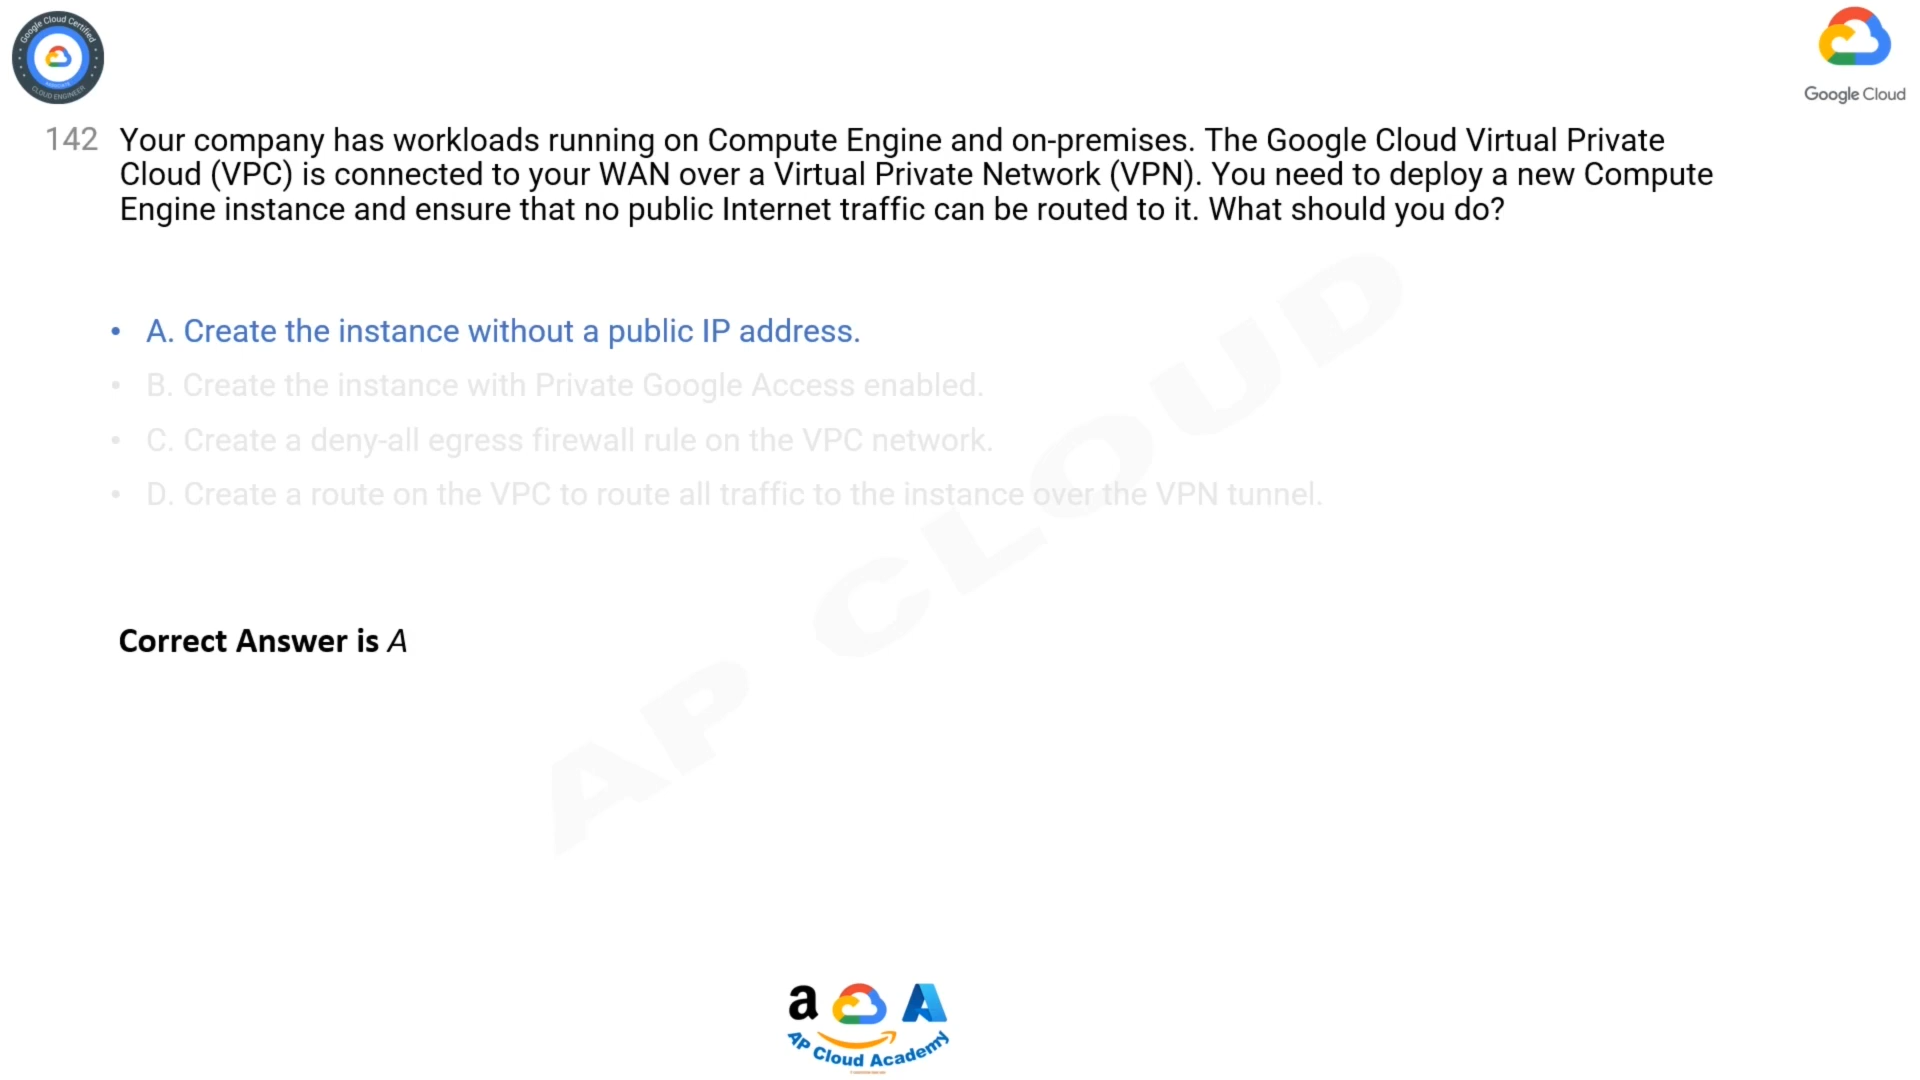 Google Cloud Certified
CLOUD ENGINEER
Google Cloud
142 Your company has workloads running on Compute Engine and on-premises. The Google Cloud Virtual Private
Cloud (VPC) is connected to your WAN over a Virtual Private Network (VPN). You need to deploy a new Compute
Engine instance and ensure that no public Internet traffic can be routed to it. What should you do?
• A. Create the instance without a public IP address.
• B. Create the instance with Private Google Access enabled.
• C. Create a deny-all egress firewall rule on the VPC network.
• D. Create a route on the VPC to route all traffic to the instance over the VPN tunnel.
AP CLOUD
Correct Answer is A
a
AP Cloud Academy